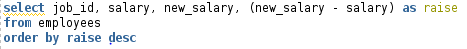 select job_id, salary, new_salary, (new_salary - salary) as raise
from employees
order by raise desc